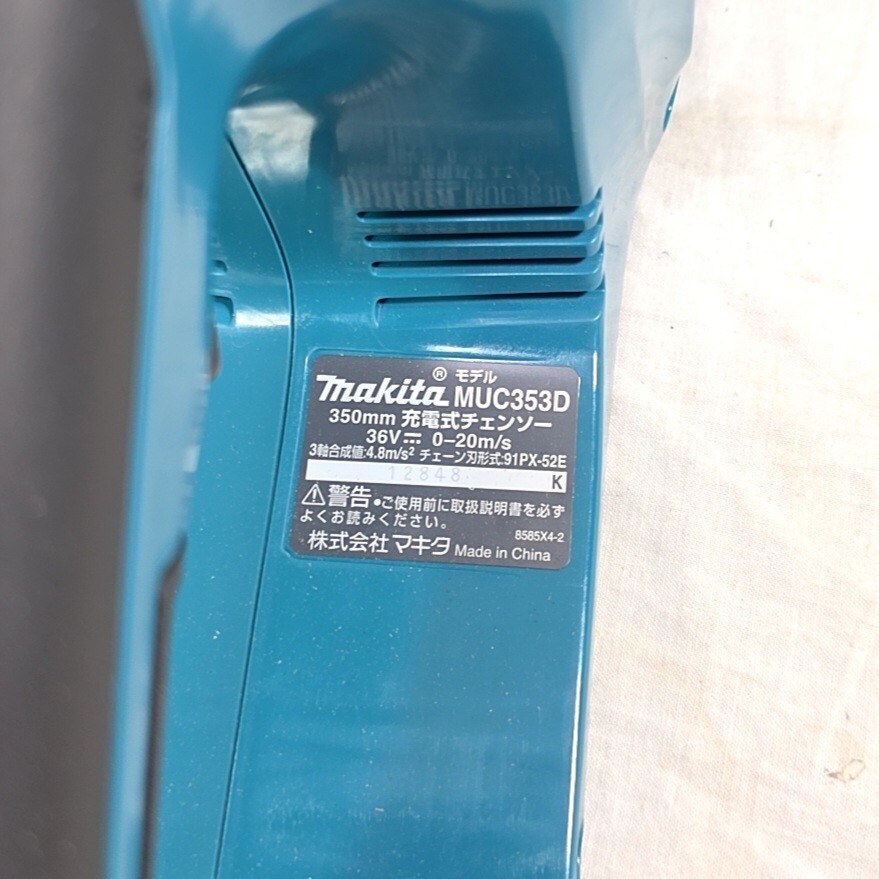 makita® モデル MUC353D
350mm 充電式チェンソー
36V⎓ 0-20m/s
3軸合成値:4.8m/s² チェーン刃形式:91PX-52E
12848 K
⚠警告 •ご使用前に取扱説明書を必ず
よくお読みください。
8585X4-2
株式会社マキタ Made in China